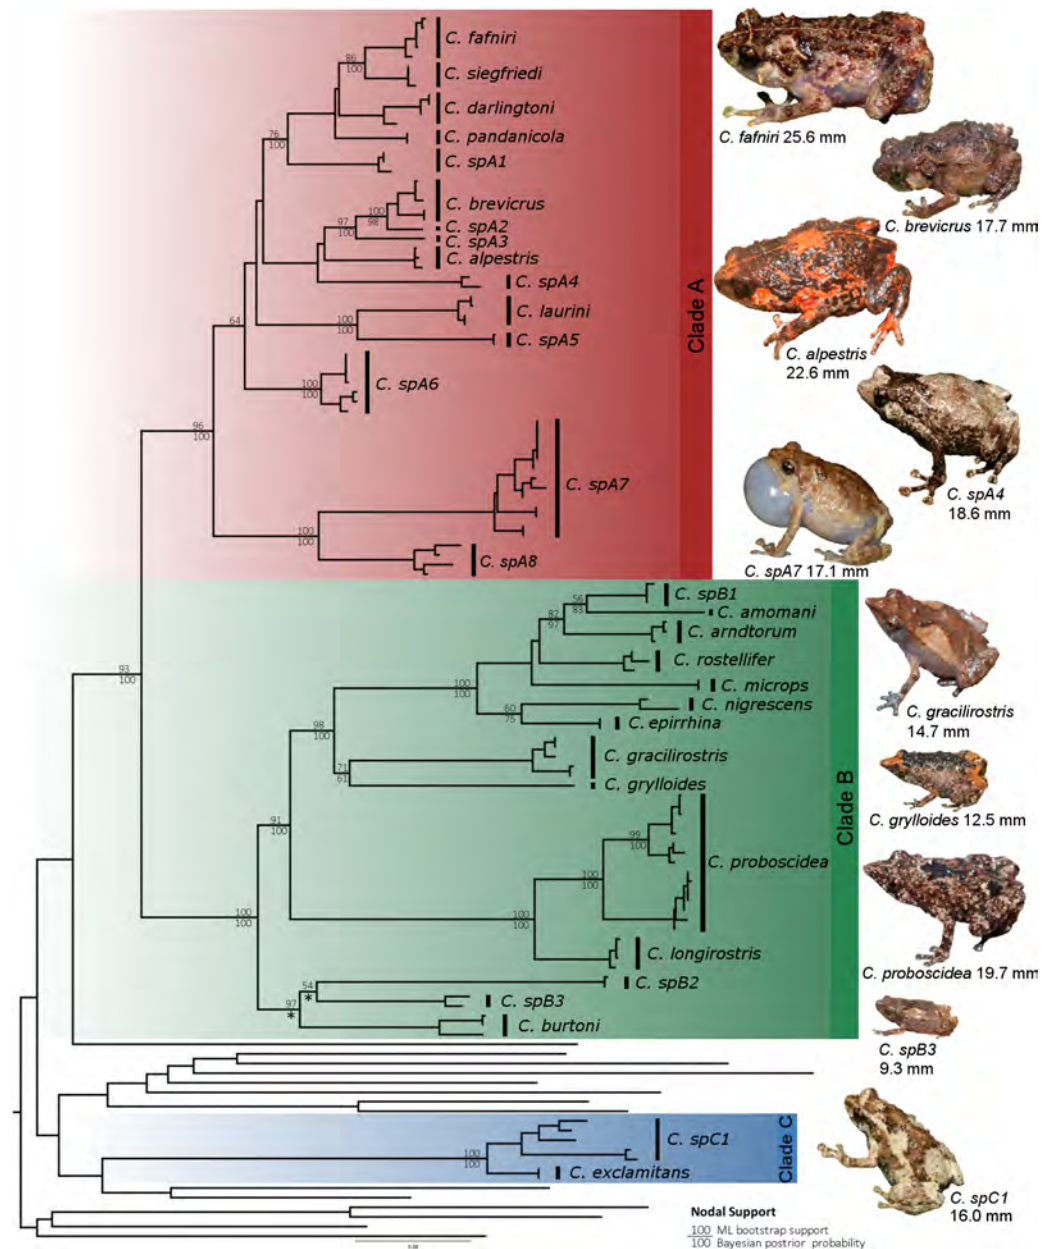 86
100
C. fafniri
C. siegfriedi
C. darlingtoni
76
100
C. pandanicola
C. spA1
C. brevicrus
97
100
100
98
C. spA2
C. spA3
C. alpestris
C. spA4
C. laurini
64
100
100
C. spA5
100
100
C. spA6
96
100
C. spA7
100
100
C. spA8
Clade A
C. fafniri 25.6 mm
C. brevicrus 17.7 mm
C. alpestris
22.6 mm
C. spA4
18.6 mm
C. spA7 17.1 mm
93
100
56
83
C. spB1
C. amomani
82
97
C. arndtorum
C. rostellifer
100
100
C. microps
60
75
C. nigrescens
C. epirrhina
98
100
C. gracilirostris
71
61
C. grylloides
91
100
99
100
C. proboscidea
100
100
100
100
C. longirostris
100
100
54
*
C. spB2
C. spB3
97
*
C. burtoni
Clade B
C. gracilirostris
14.7 mm
C. grylloides 12.5 mm
C. proboscidea 19.7 mm
C. spB3
9.3 mm
100
100
C. spC1
C. exclamitans
Clade C
C. spC1
16.0 mm
Nodal Support
100 ML bootstrap support
100 Bayesian postrior probability